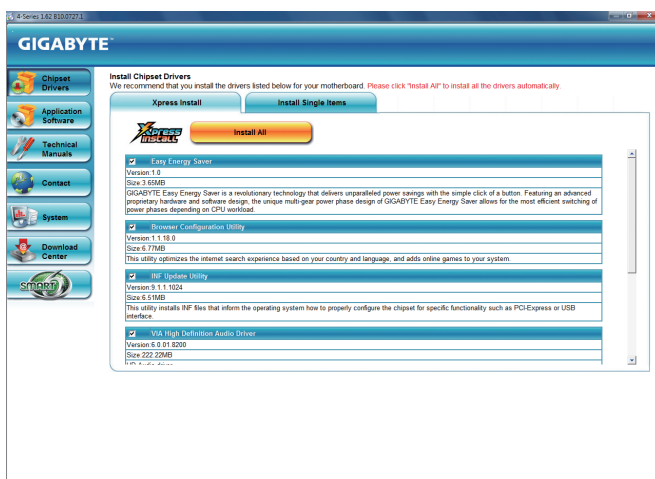 4-Series 1.62 B10.0727.1
GIGABYTE™
Chipset
Drivers
Application
Software
Technical
Manuals
Contact
System
Download
Center
SMART
Install Chipset Drivers
We recommend that you install the drivers listed below for your motherboard. Please click "Install All" to install all the drivers automatically.
Xpress Install
Install Single Items
Xpress
INSTALL
Install All
Easy Energy Saver
Version:1.0
Size:3.65MB
GIGABYTE Easy Energy Saver is a revolutionary technology that delivers unparalleled power savings with the simple click of a button. Featuring an advanced
proprietary hardware and software design, the unique multi-gear power phase design of GIGABYTE Easy Energy Saver allows for the most efficient switching of
power phases depending on CPU workload.
Browser Configuration Utility
Version:1.1.18.0
Size:6.77MB
This utility optimizes the internet search experience based on your country and language, and adds online games to your system.
INF Update Utility
Version:9.1.1.1024
Size:6.51MB
This utility installs INF files that inform the operating system how to properly configure the chipset for specific functionality such as PCI-Express or USB
interface.
VIA High Definition Audio Driver
Version:6.0.01.8200
Size:222.22MB
HD Audio driver